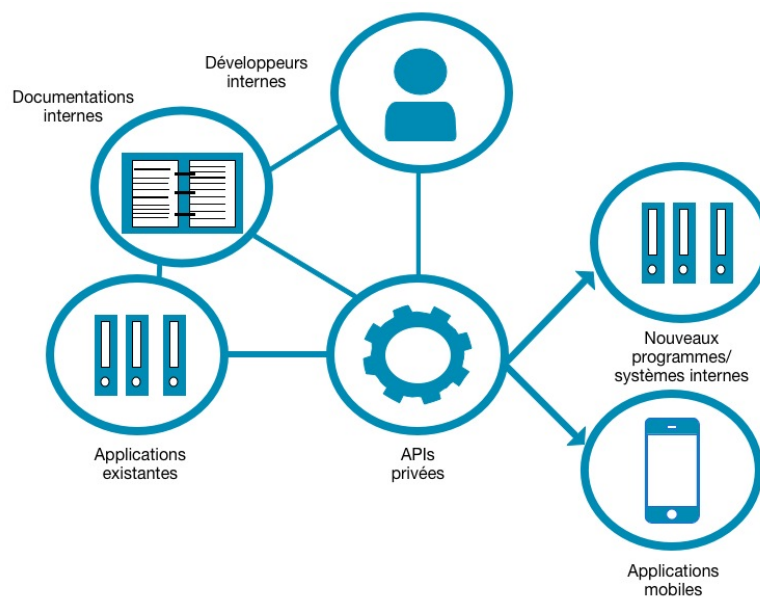 Développeurs
internes
Documentations
internes
Nouveaux
programmes/
systèmes internes
Applications
existantes
APIs
privées
Applications
mobiles